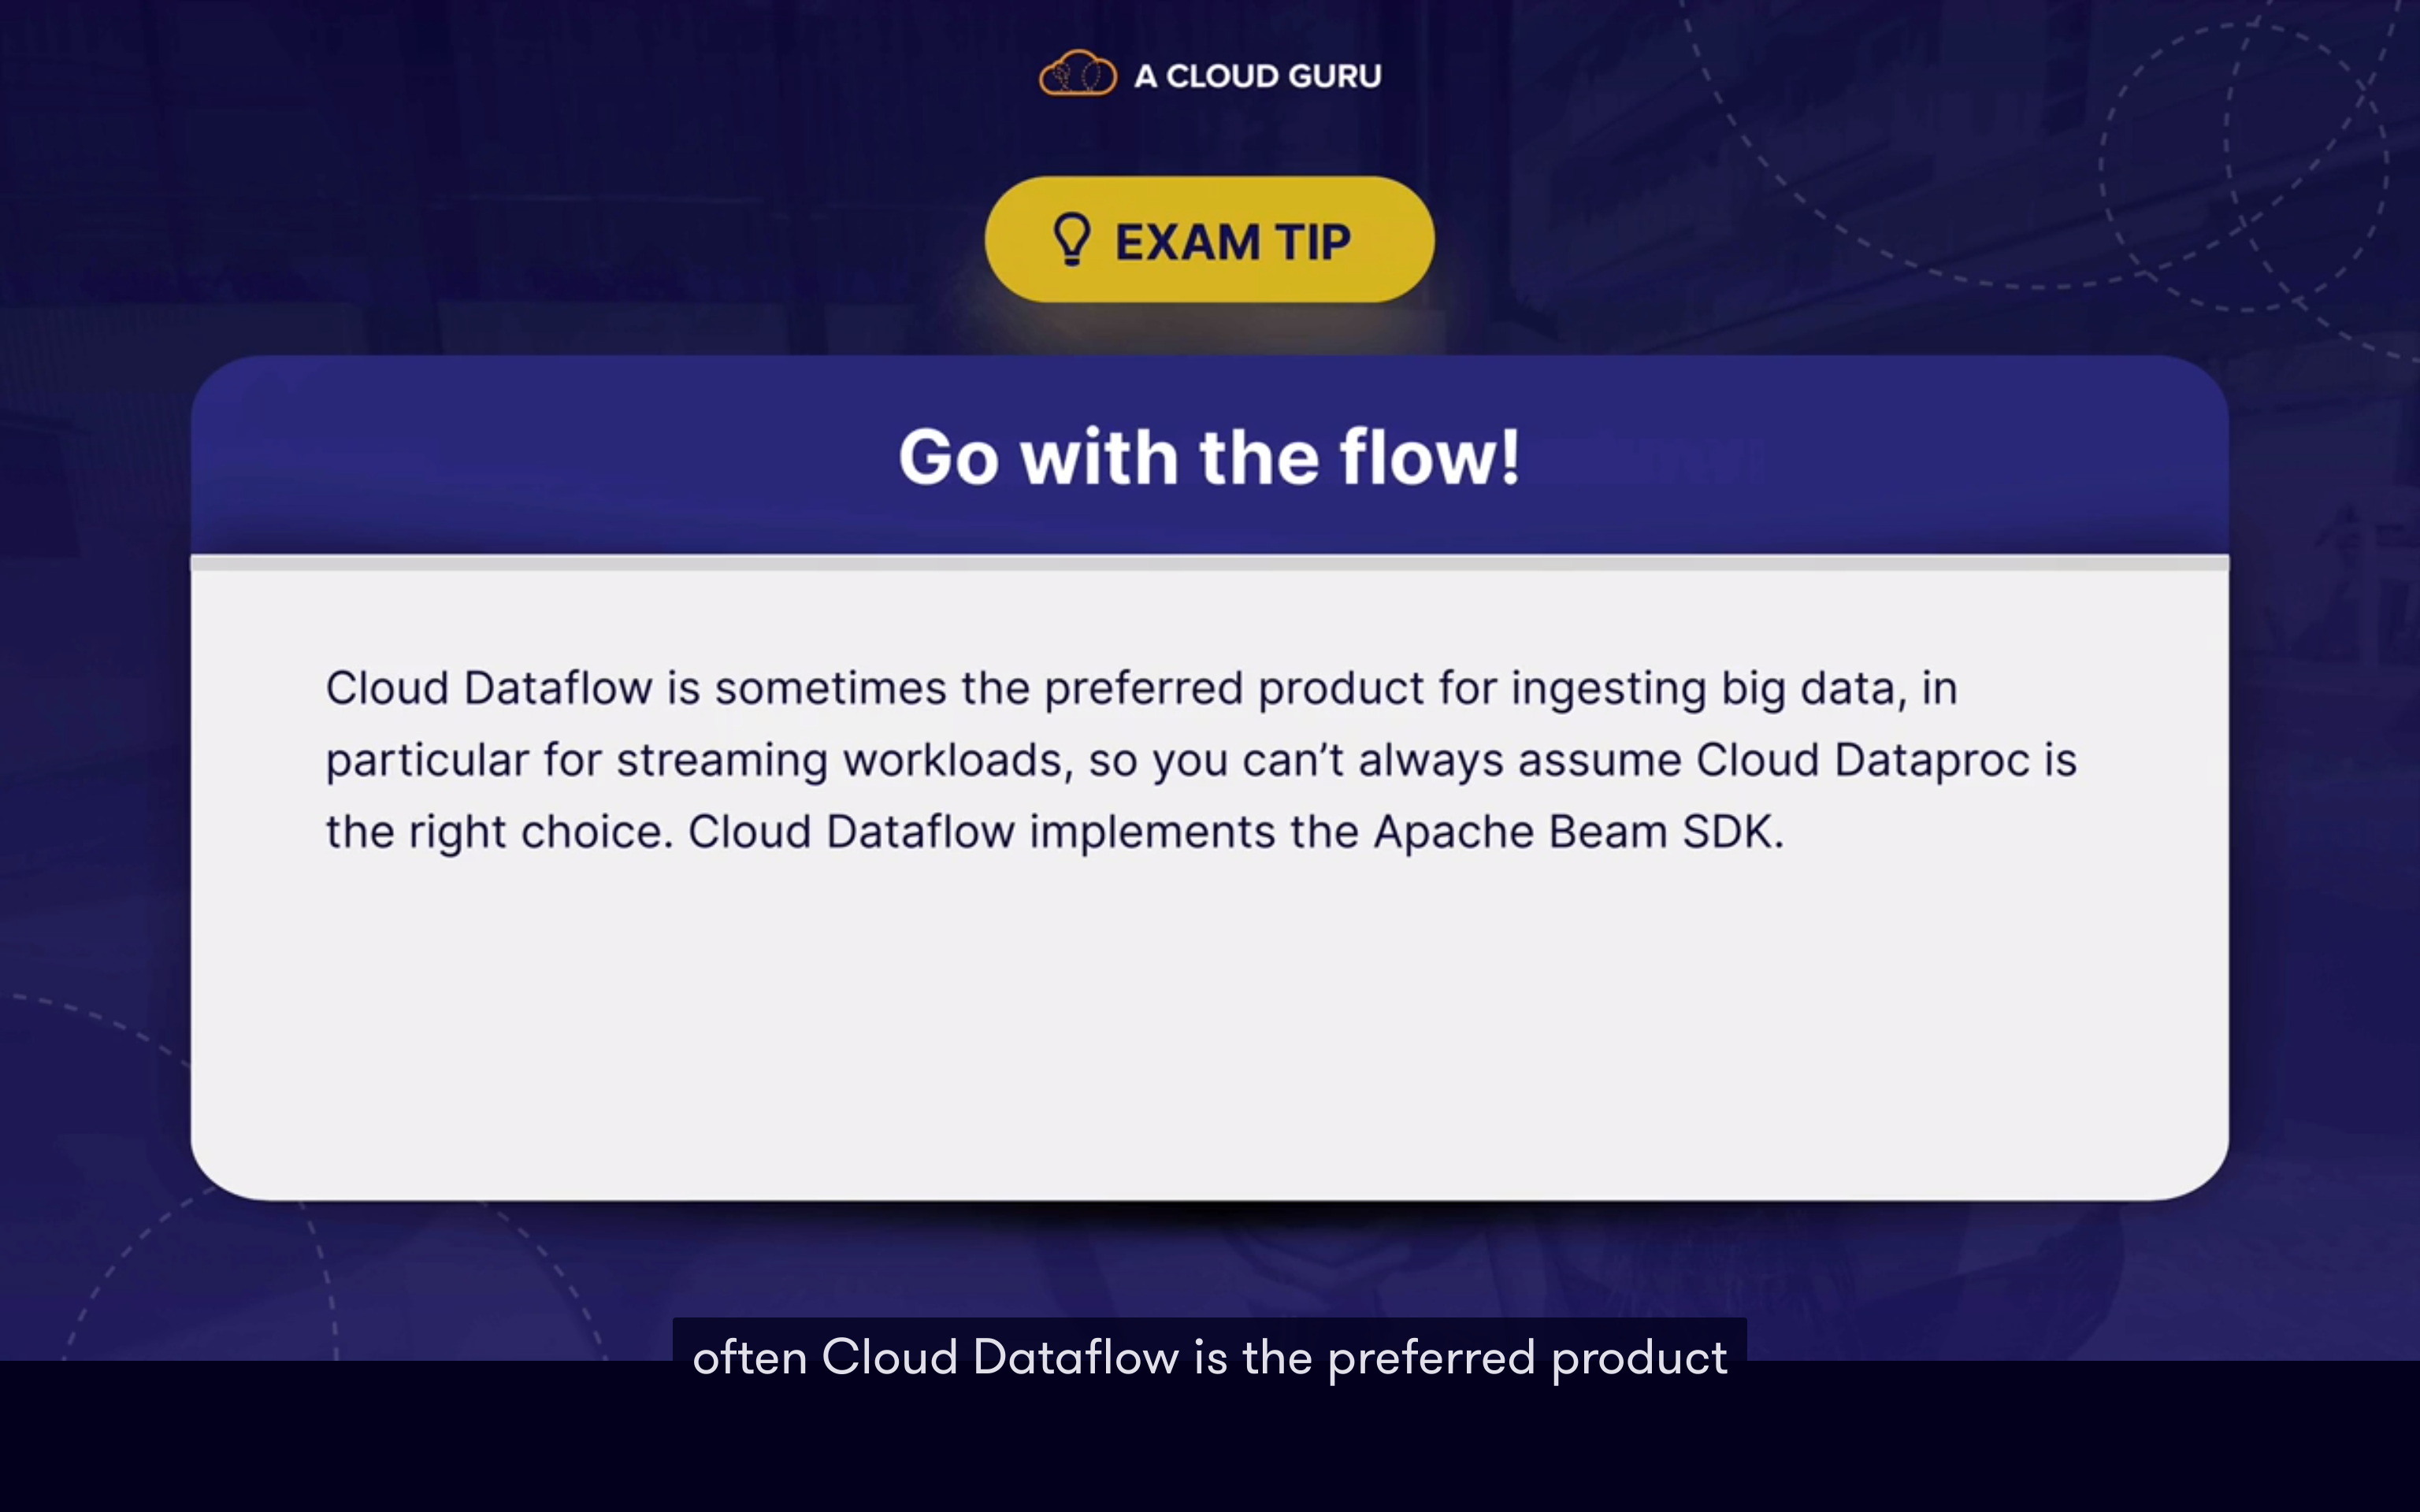 A CLOUD GURU
EXAM TIP
Go with the flow!
Cloud Dataflow is sometimes the preferred product for ingesting big data, in
particular for streaming workloads, so you can’t always assume Cloud Dataproc is
the right choice. Cloud Dataflow implements the Apache Beam SDK.
often Cloud Dataflow is the preferred product